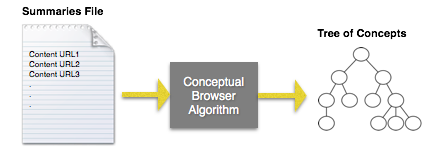 Summaries File
Tree of Concepts
Content URL1
Content URL2
Content URL3
.
.
.
Conceptual
Browser
Algorithm